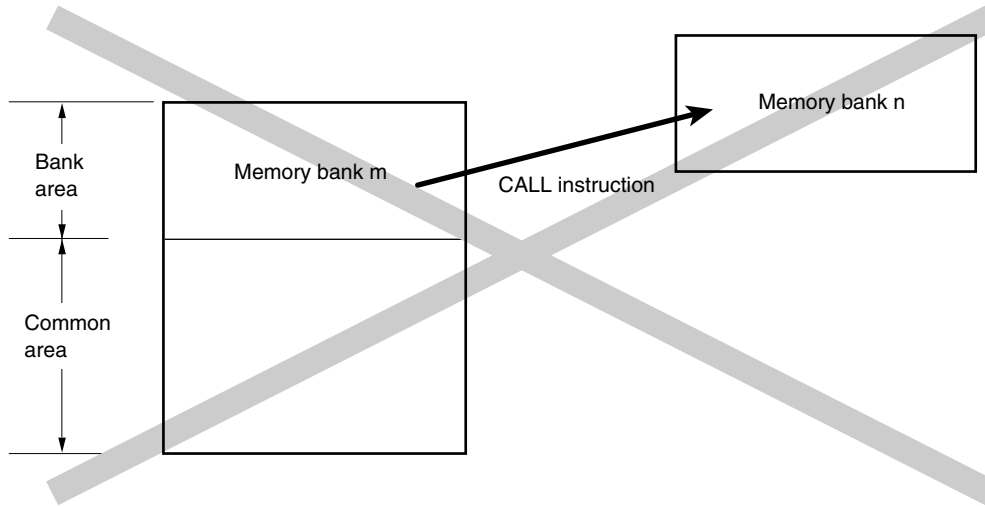 Memory bank n
Bank
area
Memory bank m
CALL instruction
Common
area